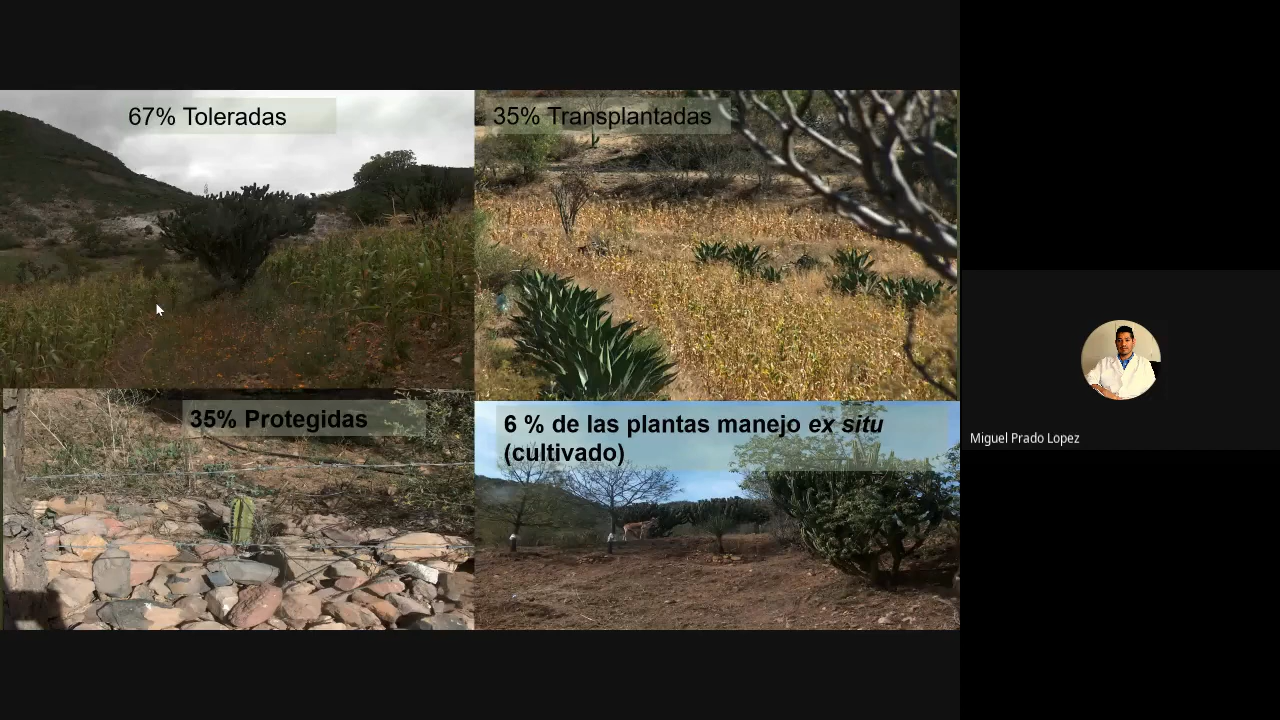 67% Toleradas
35% Transplantadas
35% Protegidas
6 % de las plantas manejo ex situ
(cultivado)
Miguel Prado Lopez